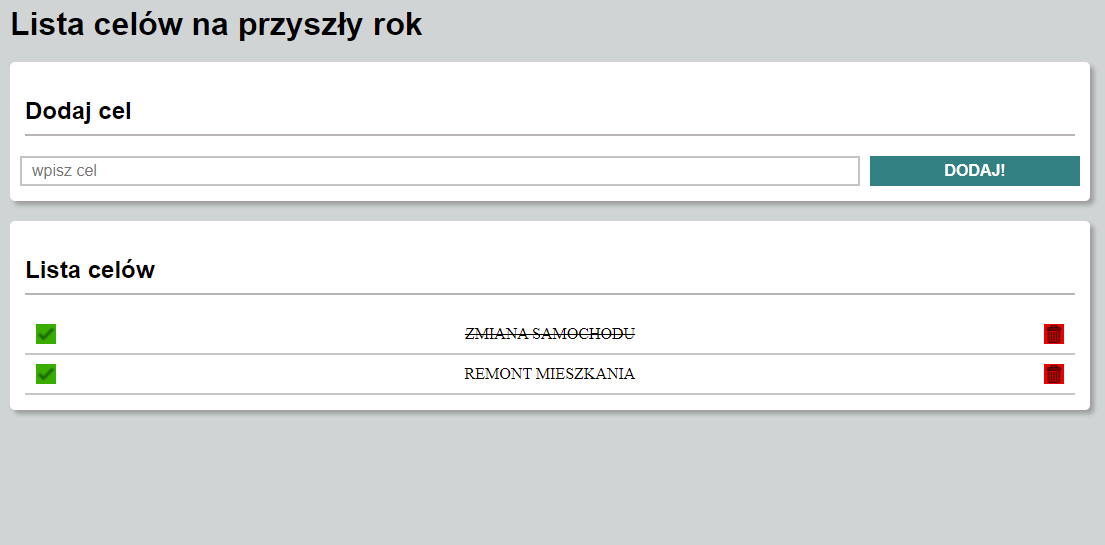 Lista celów na przyszły rok
Dodaj cel
wpisz cel
DODAJ!
Lista celów
ZMIANA SAMOCHODU
REMONT MIESZKANIA